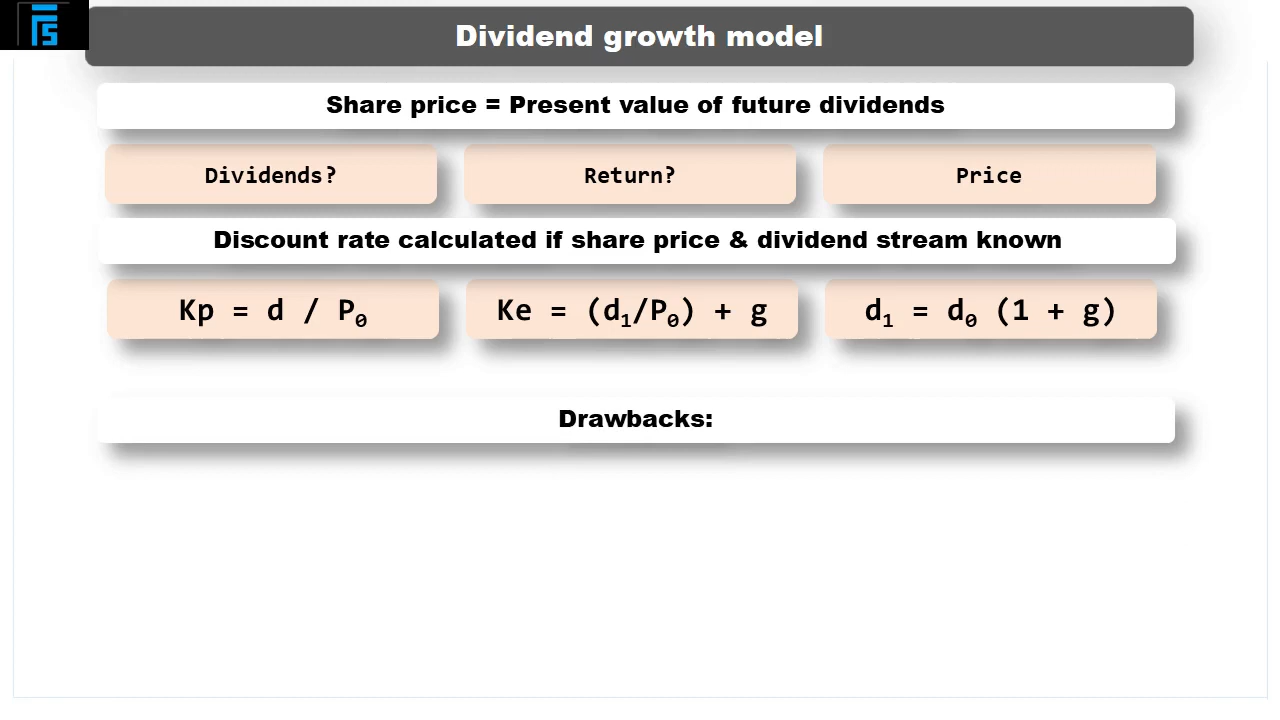 Dividend growth model
Share price = Present value of future dividends
Dividends?
Return?
Price
Discount rate calculated if share price & dividend stream known
Kp = d / P₀
Ke = (d₁/P₀) + g
d₁ = d₀ (1 + g)
Drawbacks: